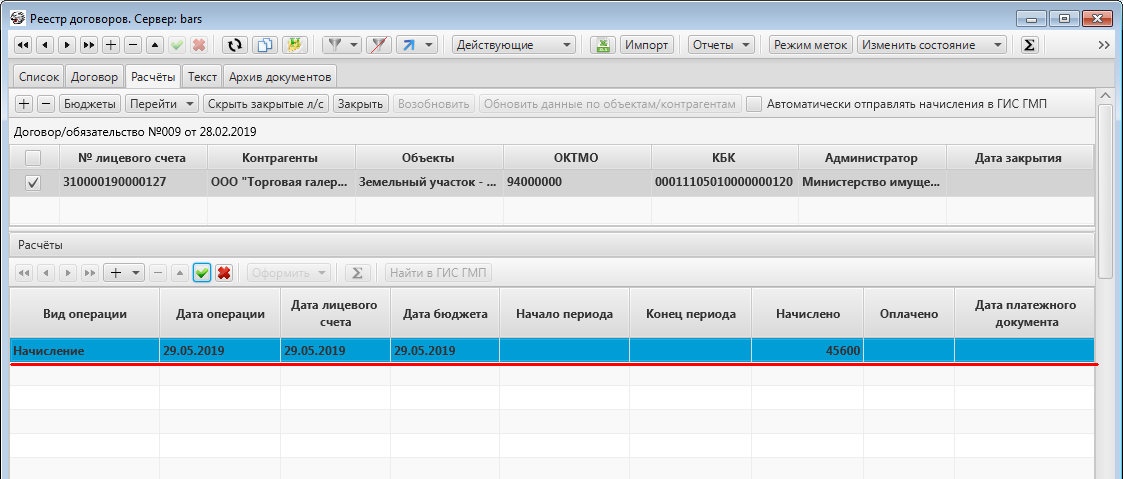 Реестр договоров. Сервер: bars
Действующие Импорт Отчеты Режим меток Изменить состояние Σ »
Список Договор Расчёты Текст Архив документов
Бюджеты Перейти Скрыть закрытые л/с Закрыть Возобновить Обновить данные по объектам/контрагентам Автоматически отправлять начисления в ГИС ГМП
Договор/обязательство №009 от 28.02.2019
№ лицевого счета Контрагенты Объекты ОКТМО КБК Администратор Дата закрытия
310000190000127 ООО "Торговая галер... Земельный участок - ... 94000000 00011105010000000120 Министерство имуще...
Расчёты
Оформить Σ Найти в ГИС ГМП
Вид операции Дата операции Дата лицевого счета Дата бюджета Начало периода Конец периода Начислено Оплачено Дата платежного документа
Начисление 29.05.2019 29.05.2019 29.05.2019 45600